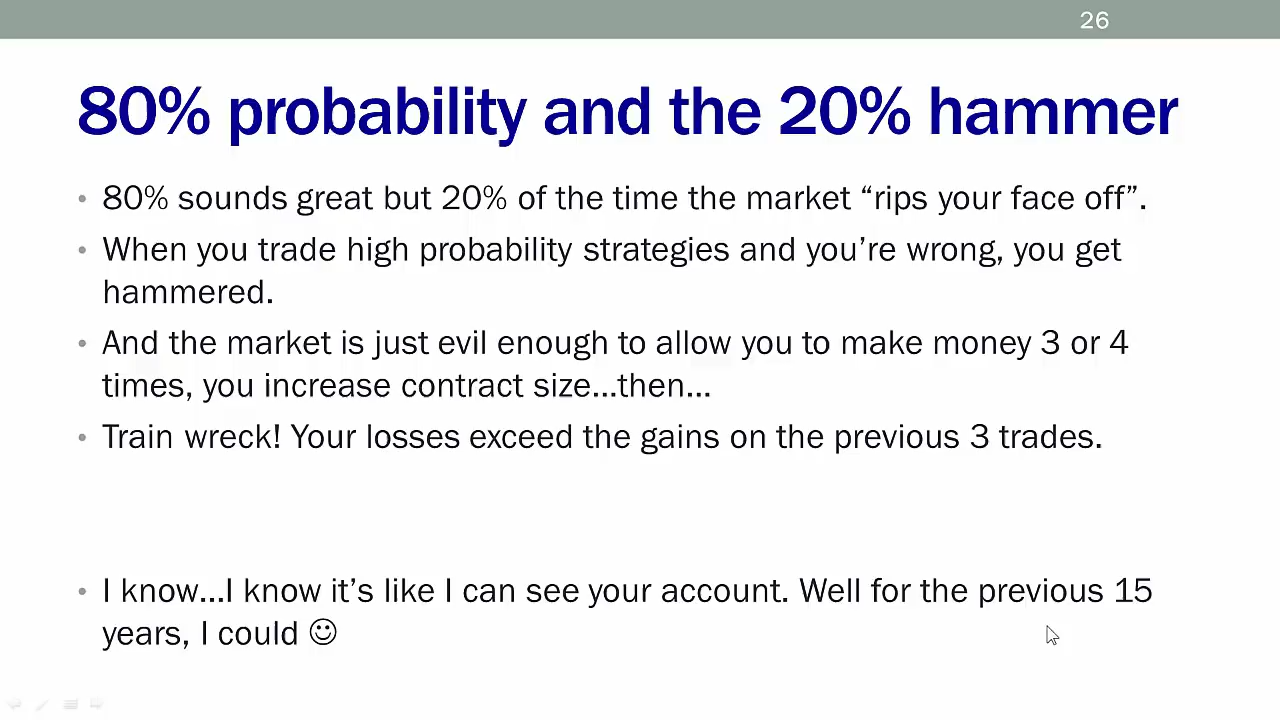 26
80% probability and the 20% hammer
• 80% sounds great but 20% of the time the market “rips your face off”.
• When you trade high probability strategies and you’re wrong, you get
hammered.
• And the market is just evil enough to allow you to make money 3 or 4
times, you increase contract size…then…
• Train wreck! Your losses exceed the gains on the previous 3 trades.
• I know…I know it’s like I can see your account. Well for the previous 15
years, I could ☺